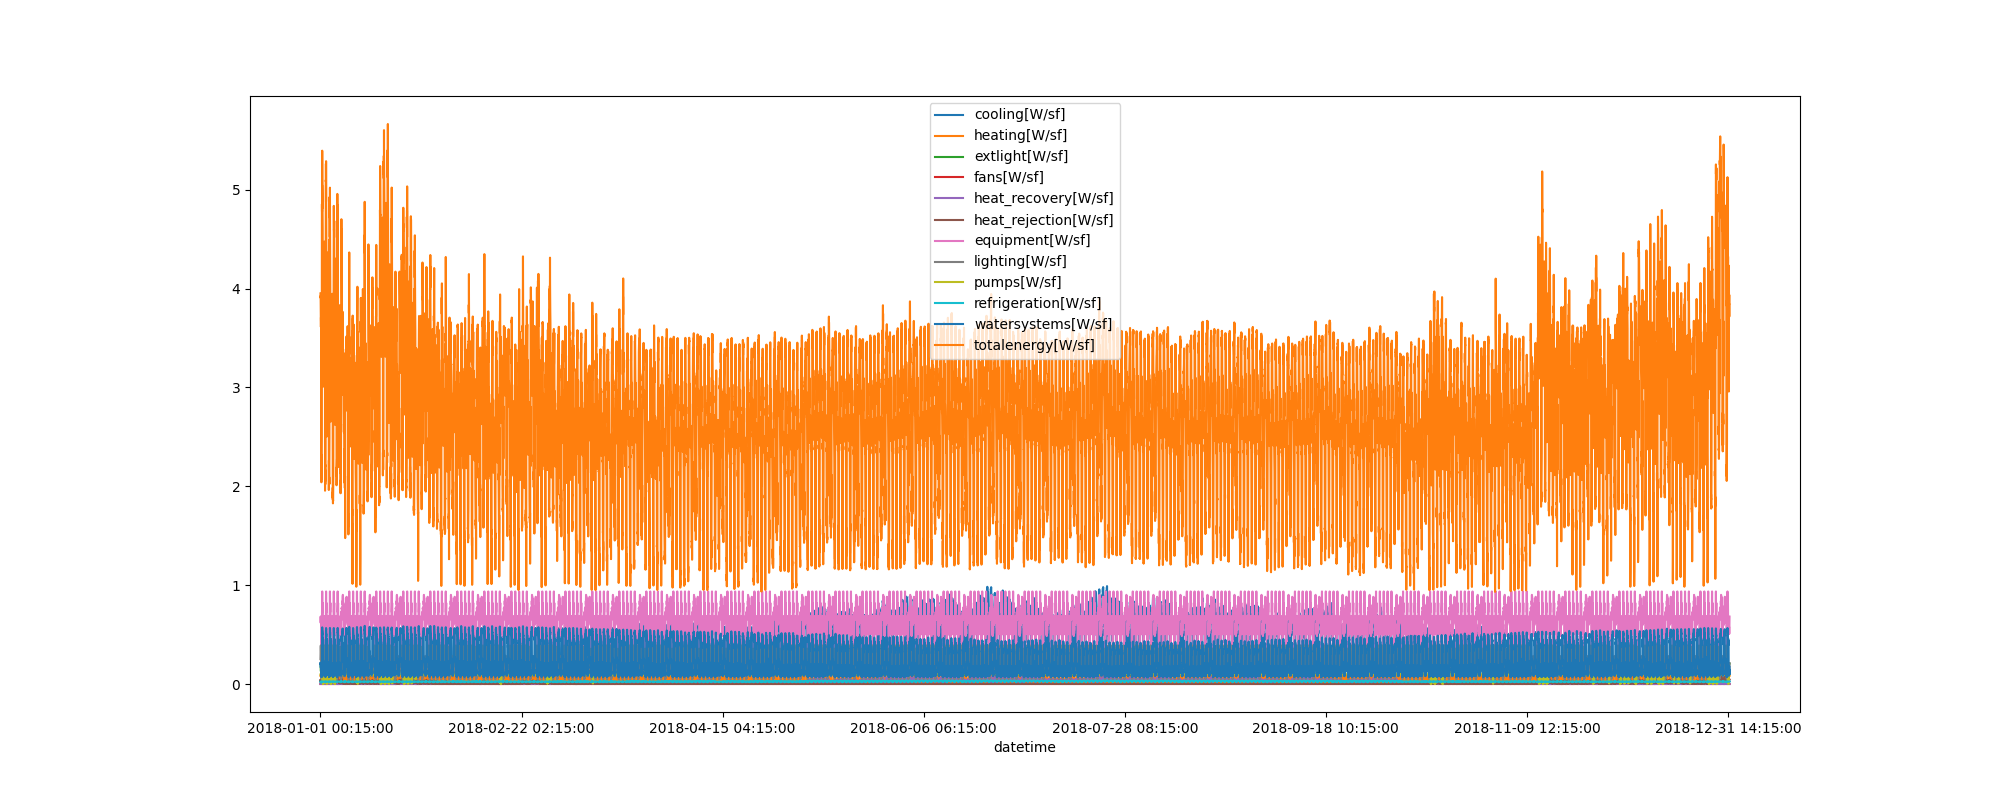 cooling[W/sf]
heating[W/sf]
extlight[W/sf]
fans[W/sf]
heat_recovery[W/sf]
heat_rejection[W/sf]
equipment[W/sf]
lighting[W/sf]
pumps[W/sf]
refrigeration[W/sf]
watersystems[W/sf]
totalenergy[W/sf]
5
4
3
2
1
0
2018-01-01 00:15:00 2018-02-22 02:15:00 2018-04-15 04:15:00 2018-06-06 06:15:00 2018-07-28 08:15:00 2018-09-18 10:15:00 2018-11-09 12:15:00 2018-12-31 14:15:00
datetime